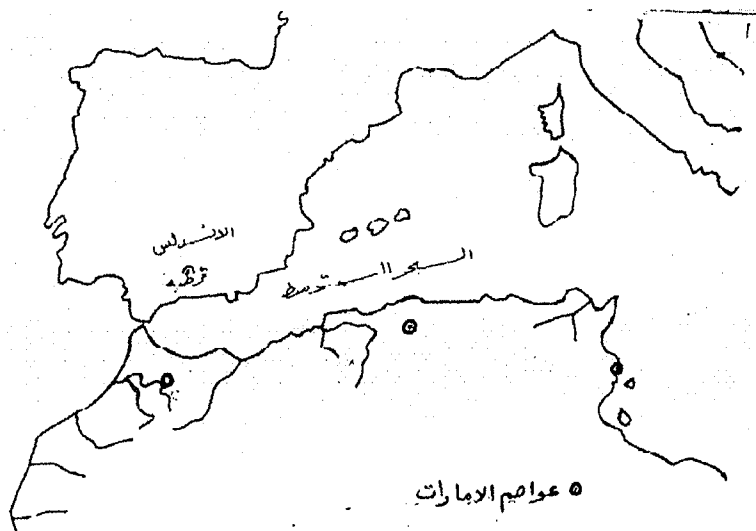 الاندلس
قرطبة
البحر المتوسط
عواصم الامارات